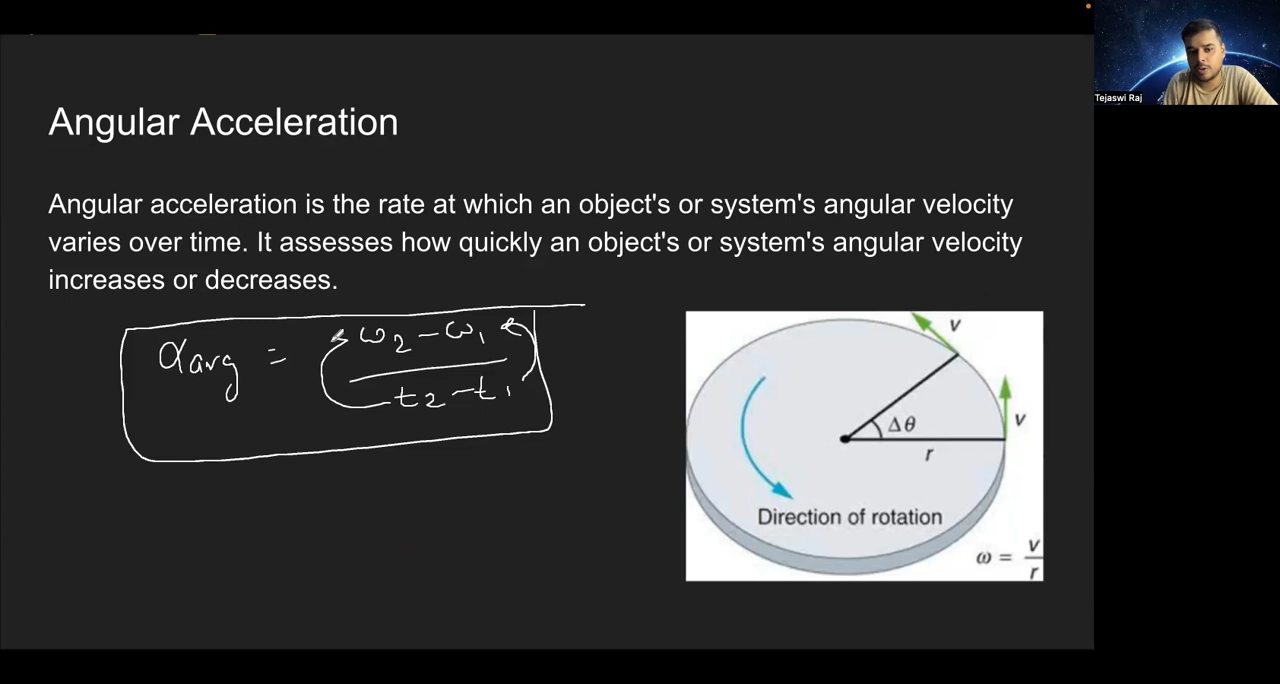 Tejaswi Raj
Angular Acceleration
Angular acceleration is the rate at which an object's or system's angular velocity
varies over time. It assesses how quickly an object's or system's angular velocity
increases or decreases.
αavg = ω2 - ω1
t2 - t1
v
Δθ
v
r
Direction of rotation
ω = v
r